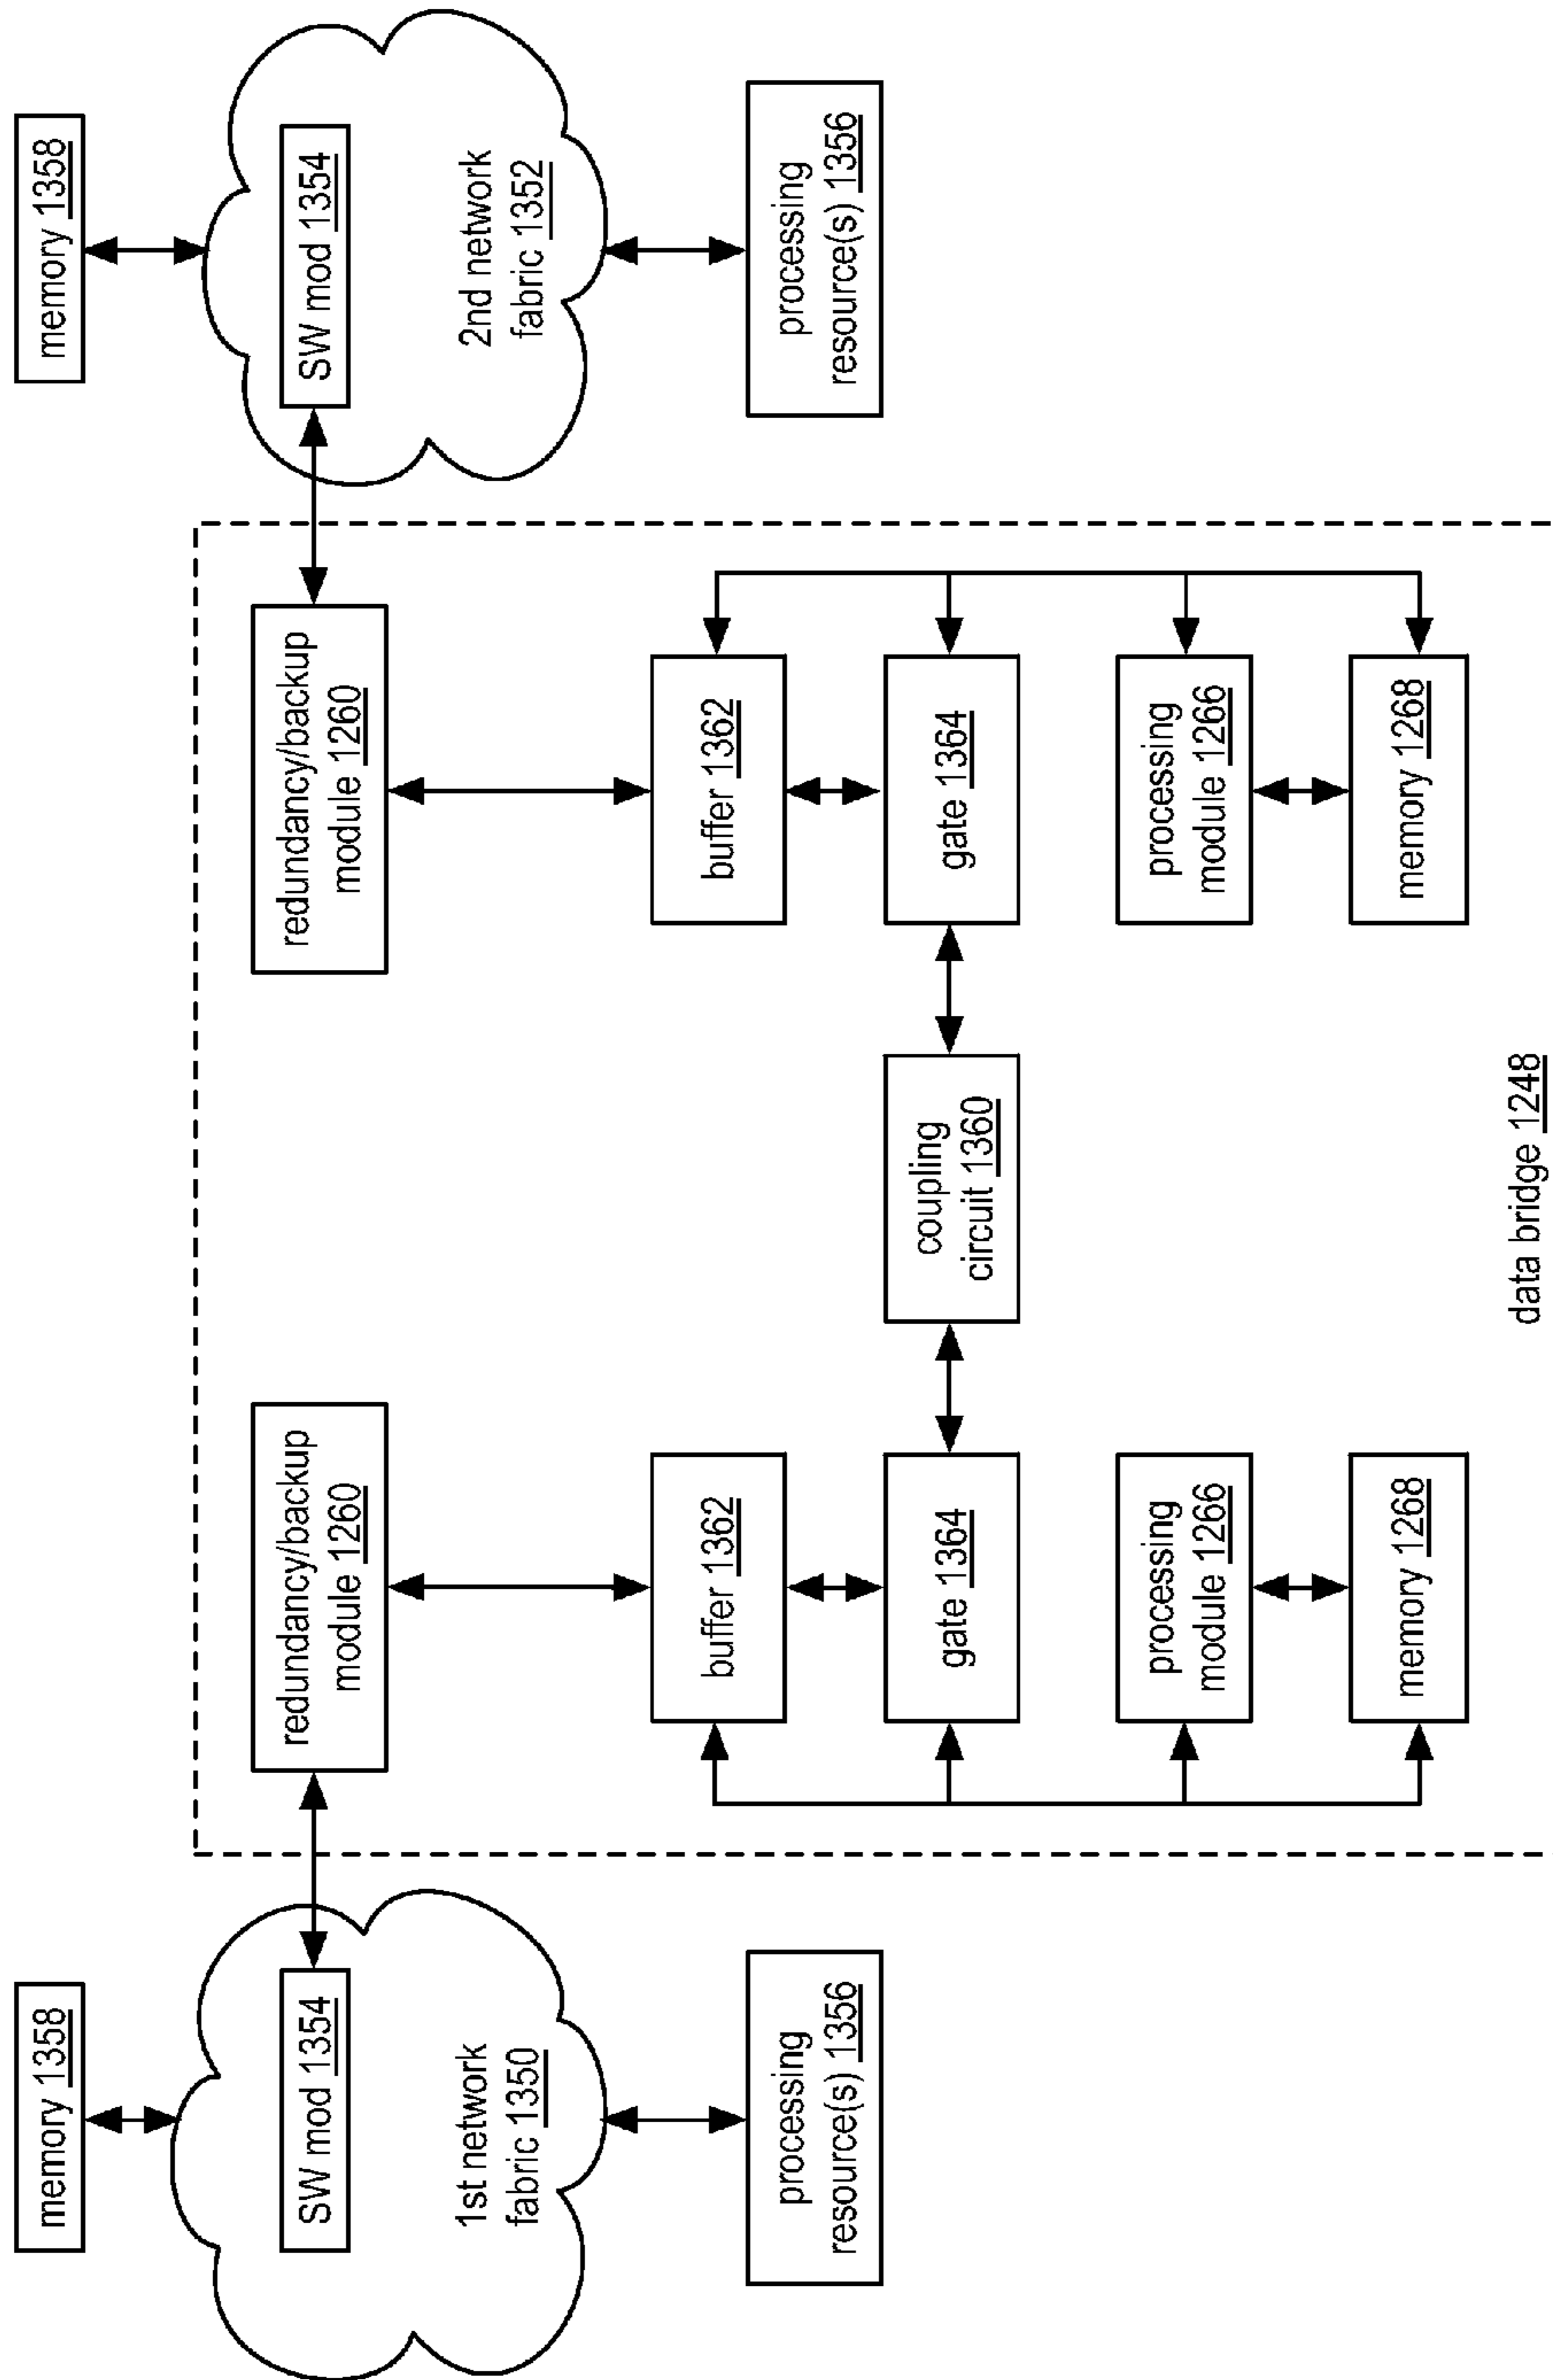 memory 1358
SW mod 1354
1st network
fabric 1350
processing
resource(s) 1356
redundancy/backup
module 1260
buffer 1362
gate 1364
processing
module 1266
memory 1268
coupling
circuit 1360
redundancy/backup
module 1260
buffer 1362
gate 1364
processing
module 1266
memory 1268
data bridge 1248
memory 1358
SW mod 1354
2nd network
fabric 1352
processing
resource(s) 1356